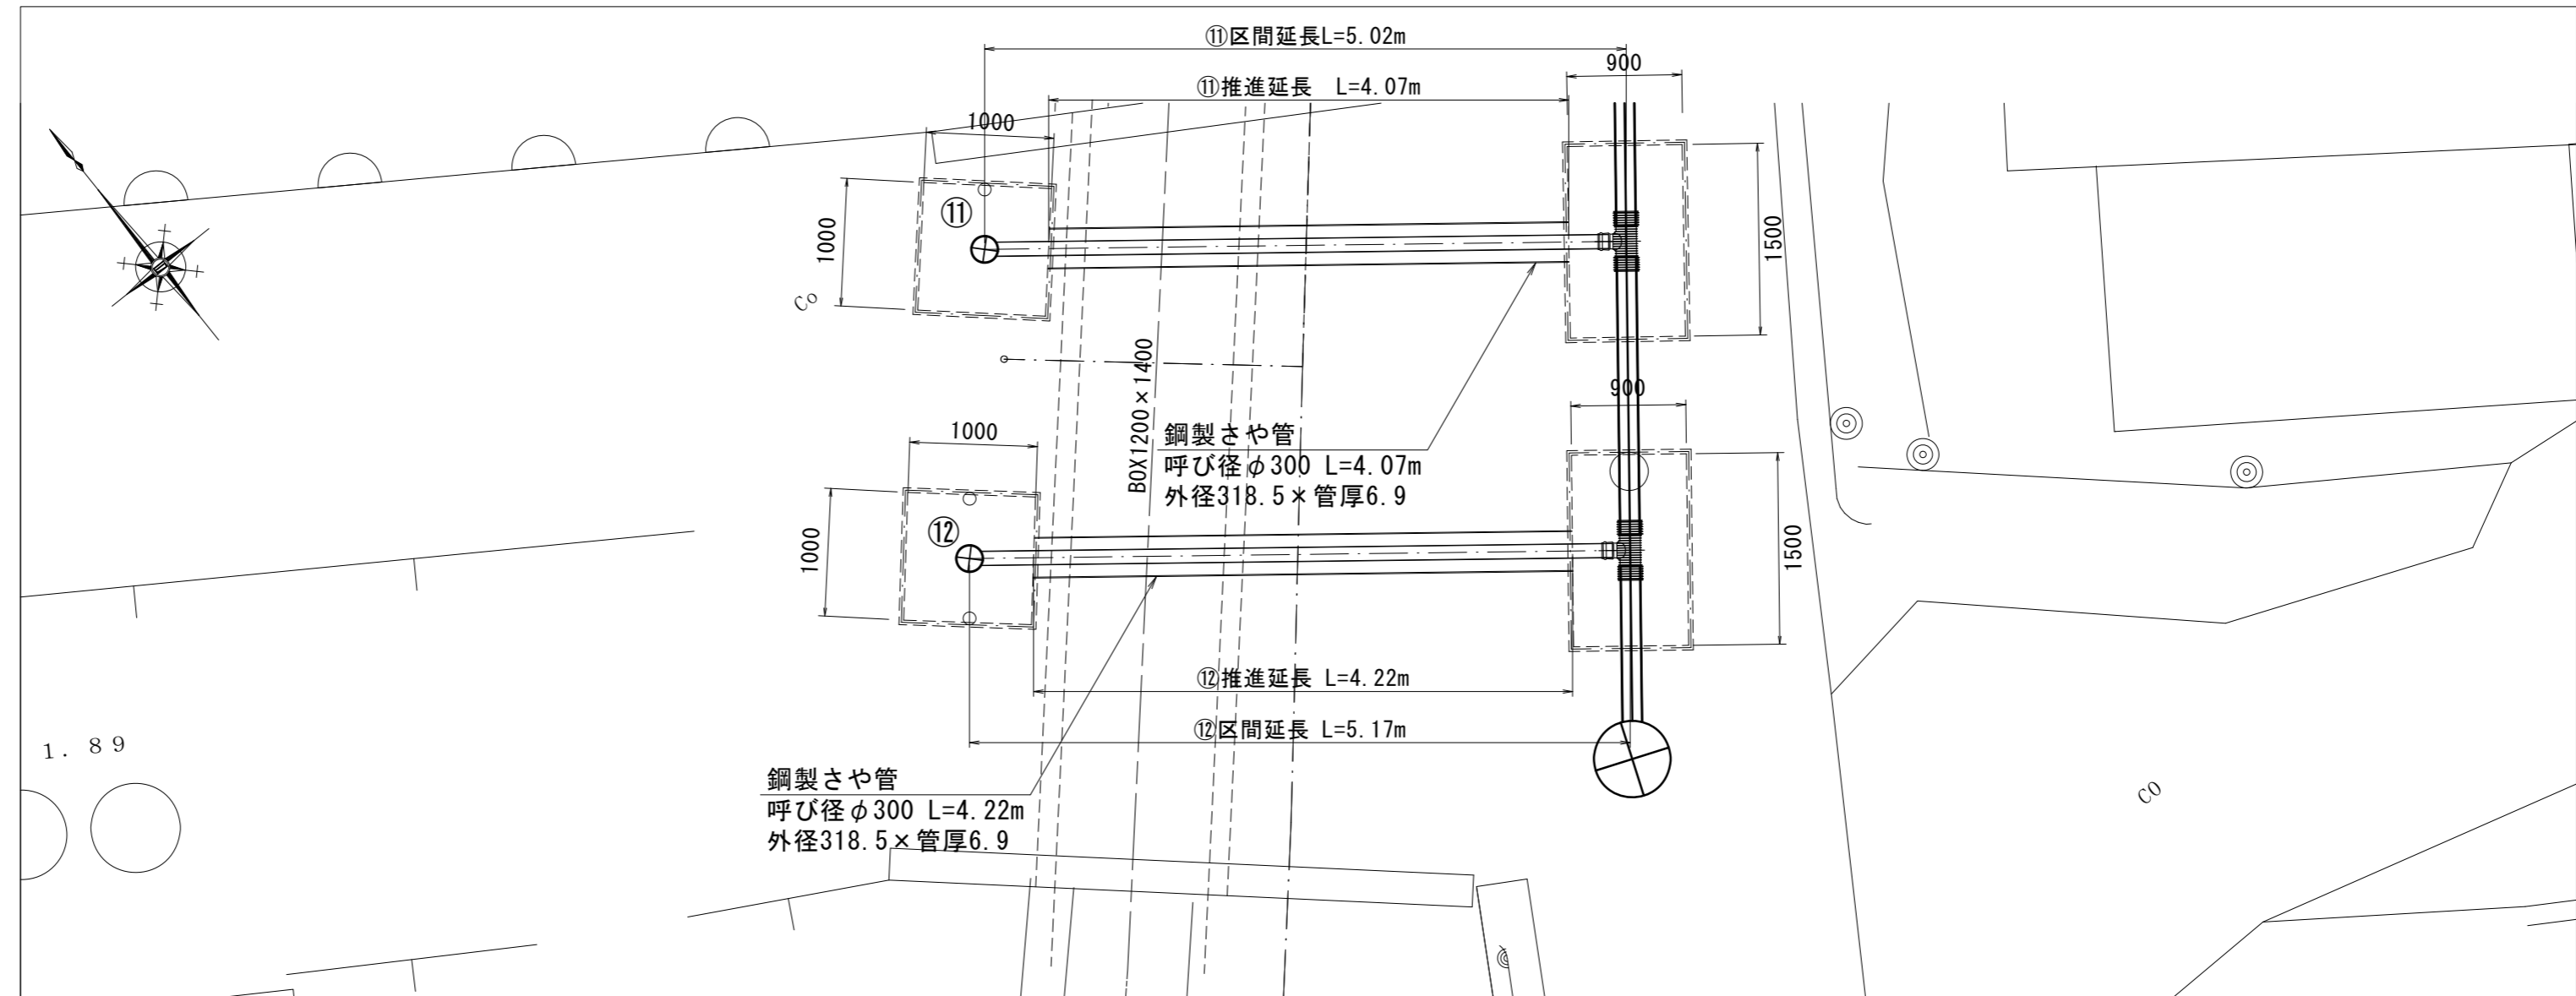 ⑪区間延長L=5.02m
900
⑪推進延長 L=4.07m
1000
⑪
1000
1500
Co
BOX1200×1400
900
鋼製さや管
呼び径φ300 L=4.07m
外径318.5×管厚6.9
1000
⑫
1000
1500
⑫推進延長 L=4.22m
⑫区間延長 L=5.17m
1.89
鋼製さや管
呼び径φ300 L=4.22m
外径318.5×管厚6.9
CO